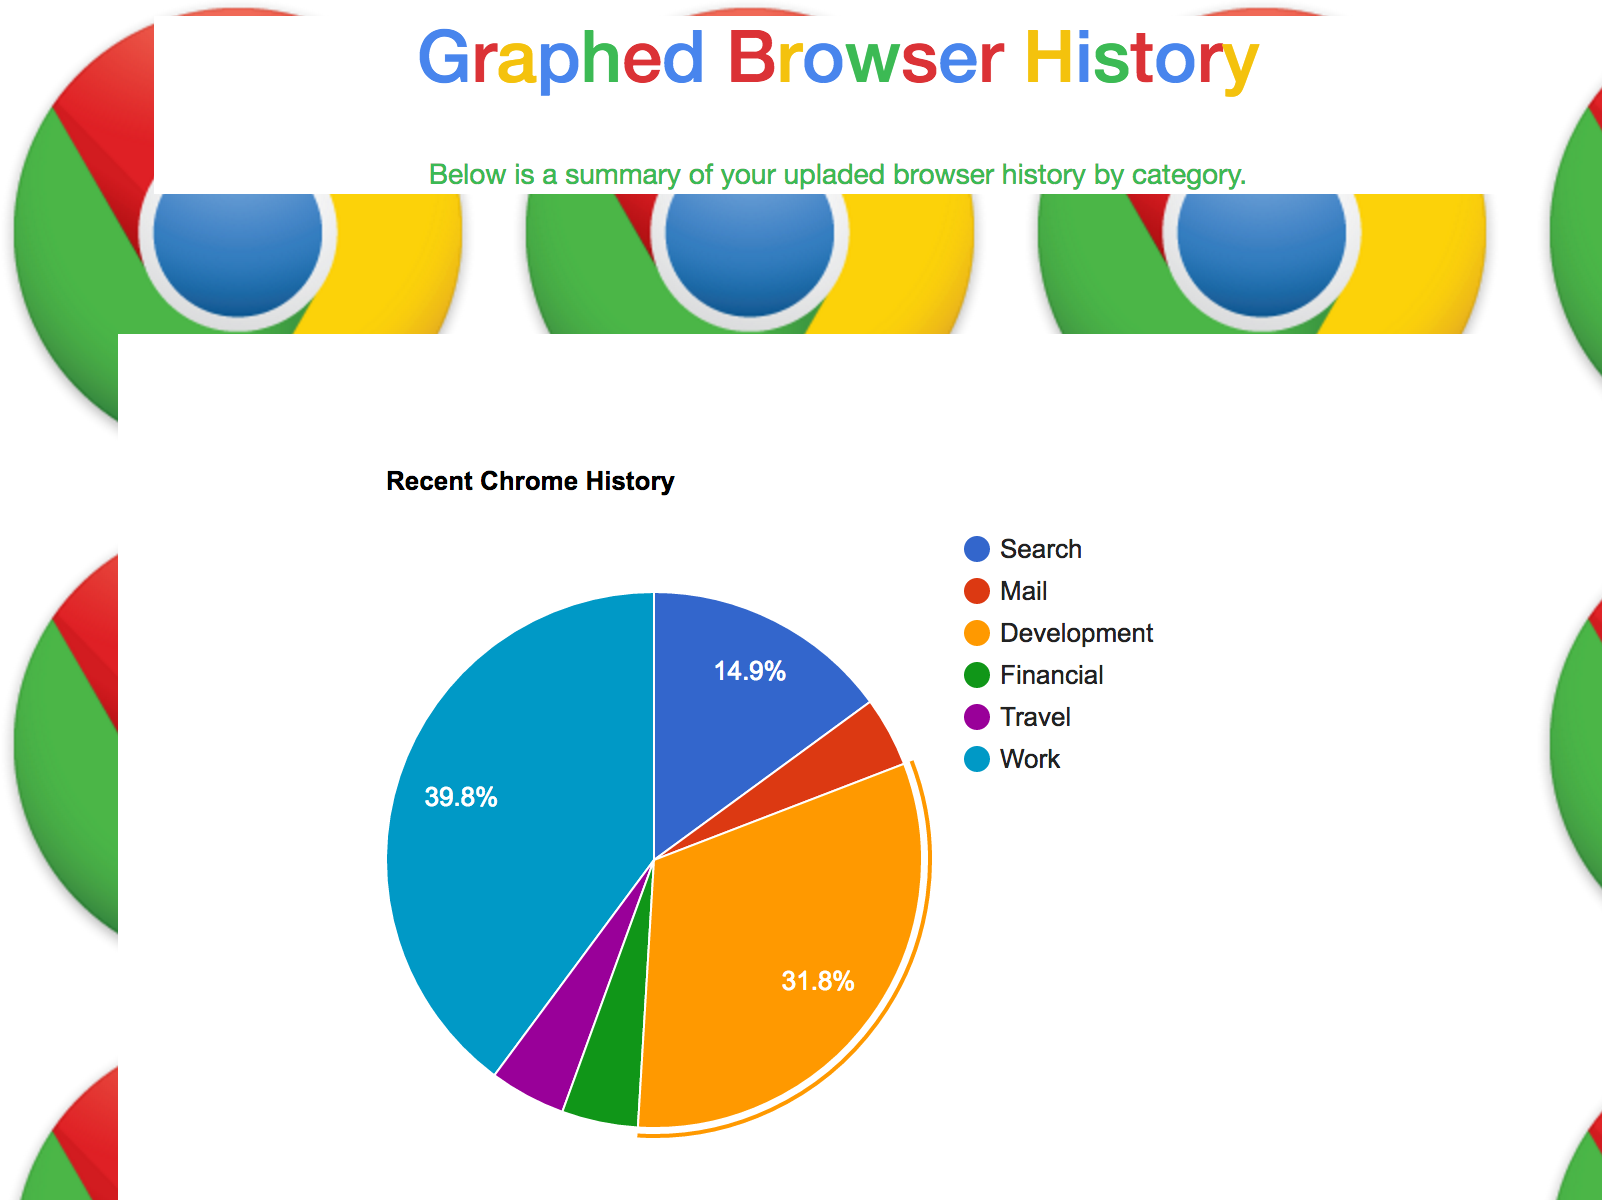 Graphed Browser History
Below is a summary of your upladed browser history by category.
Recent Chrome History
Search
Mail
Development
Financial
Travel
Work
14.9%
39.8%
31.8%